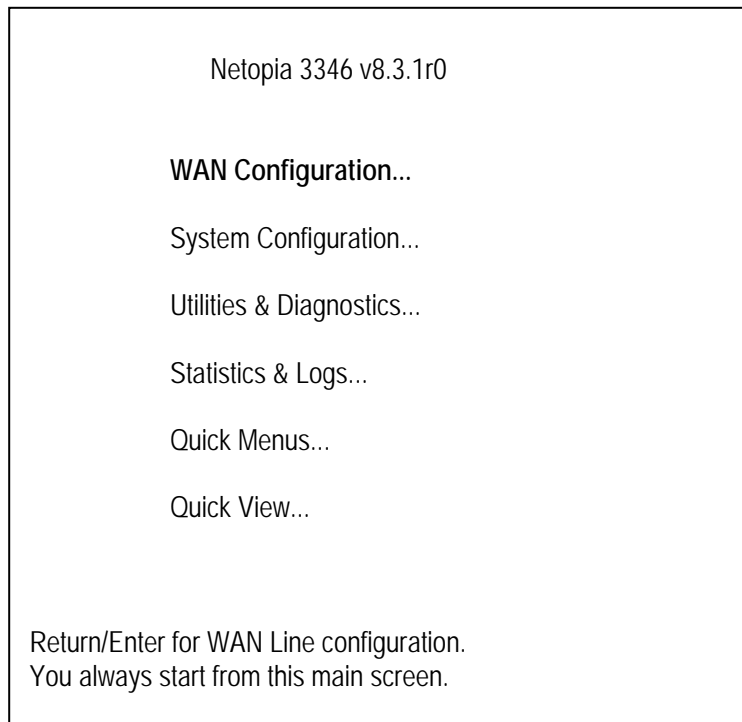 Netopia 3346 v8.3.1r0
WAN Configuration...
System Configuration...
Utilities & Diagnostics...
Statistics & Logs...
Quick Menus...
Quick View...
Return/Enter for WAN Line configuration.
You always start from this main screen.